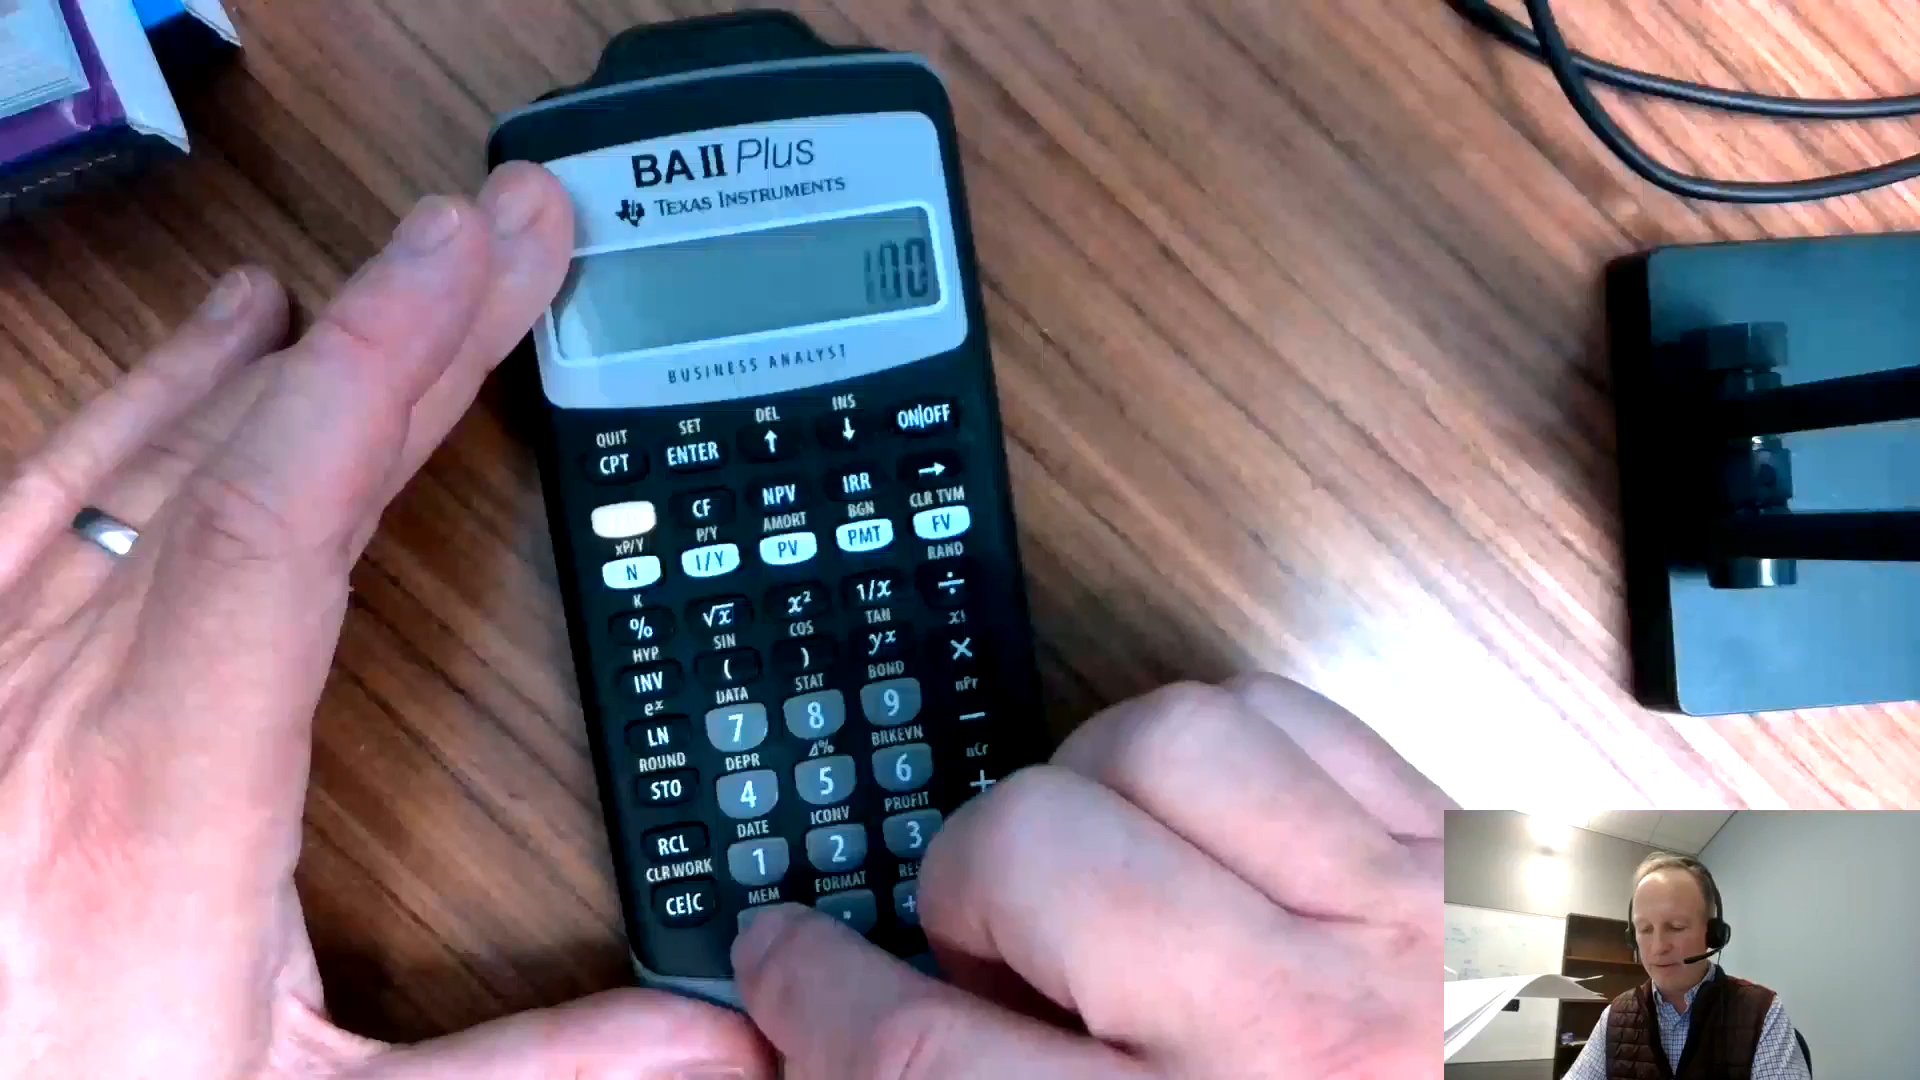 BA II Plus
TEXAS INSTRUMENTS
100
BUSINESS ANALYST
QUIT SET DEL INS
CPT ENTER ↑ ↓ ON|OFF
CF NPV IRR →
xP/Y P/Y AMORT BGN CLR TVM
N I/Y PV PMT FV
K RAND
% √x x² 1/x ÷
HYP SIN COS TAN x!
INV ( ) yˣ ×
eˣ DATA STAT BOND nPr
LN 7 8 9 −
ROUND DEPR Δ% BRKEVN nCr
STO 4 5 6 +
DATE ICONV PROFIT
RCL 1 2 3
CLR WORK MEM FORMAT
CE|C .